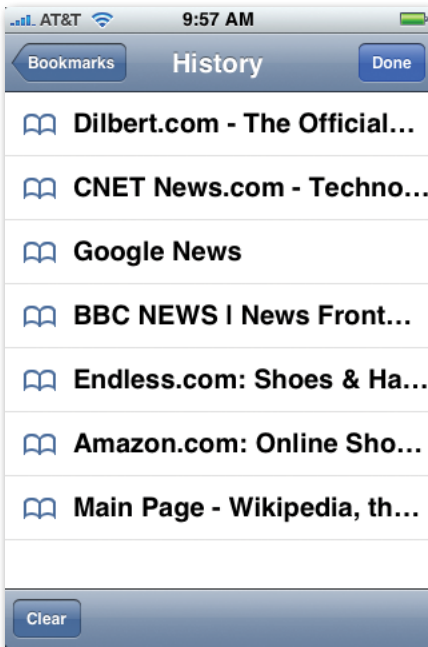 AT&T 9:57 AM
Bookmarks History Done
Dilbert.com - The Official...
CNET News.com - Techno...
Google News
BBC NEWS | News Front...
Endless.com: Shoes & Ha...
Amazon.com: Online Sho...
Main Page - Wikipedia, th...
Clear